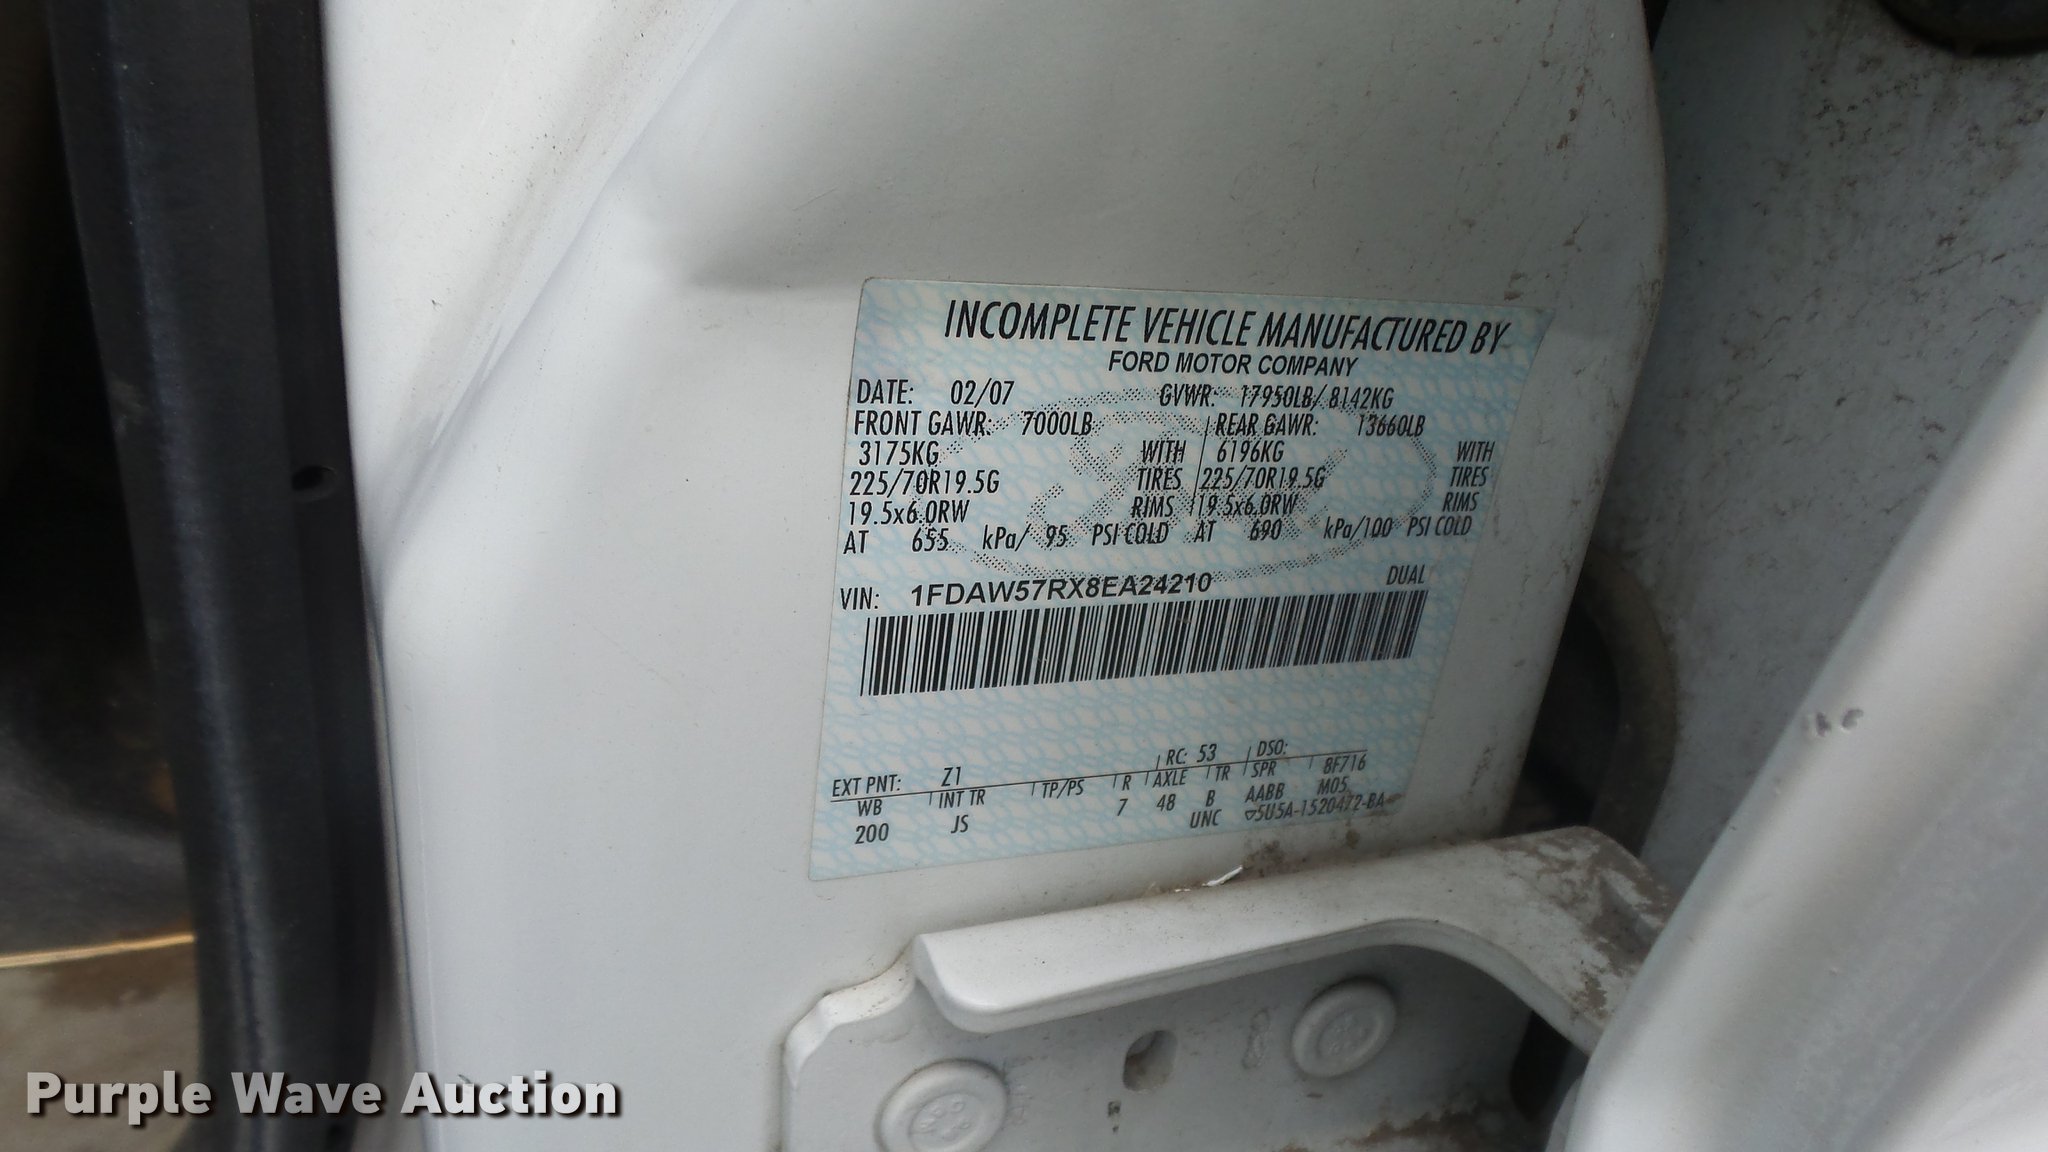 INCOMPLETE VEHICLE MANUFACTURED BY
FORD MOTOR COMPANY
DATE: 02/07 GVWR: 17950LB/ 8142KG
FRONT GAWR: 7000LB REAR GAWR: 13660LB
3175KG WITH 6196KG WITH
225/70R19.5G TIRES 225/70R19.5G TIRES
19.5x6.0RW RIMS 19.5x6.0RW RIMS
AT 655 kPa/ 95 PSI COLD AT 690 kPa/100 PSI COLD
DUAL
VIN: 1FDAW57RX8EA24210
EXT PNT: Z1 RC: 53 DSO:
WB INT TR TP/PS R AXLE TR SPR 8F716
200 JS 7 48 B AABB M05
UNC ▽5U5A-1520472-BA
Purple Wave Auction